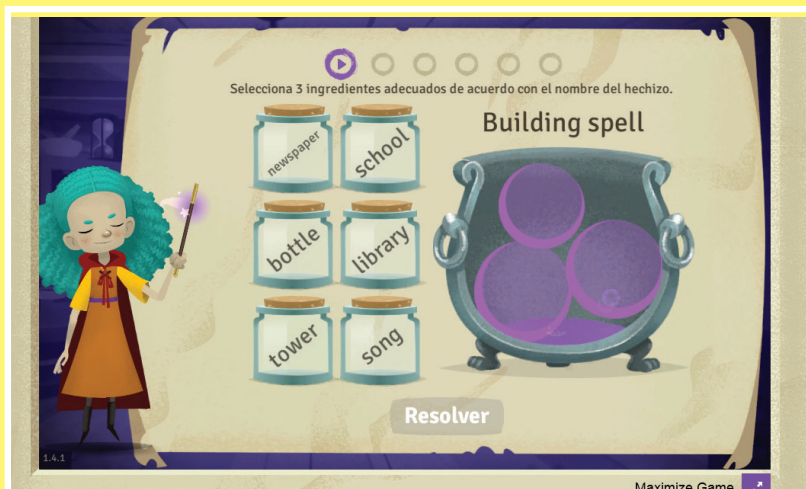 Selecciona 3 ingredientes adecuados de acuerdo con el nombre del hechizo.
Building spell
newspaper
school
bottle
library
tower
song
Resolver
1.4.1
Maximize Game